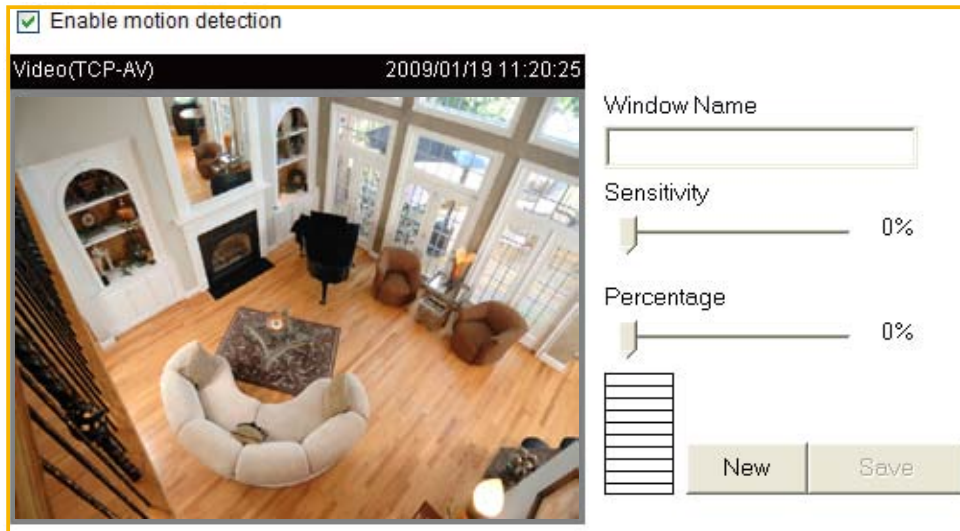 Enable motion detection
Video(TCP-AV) 2009/01/19 11:20:25
Window Name
Sensitivity
0%
Percentage
0%
New Save